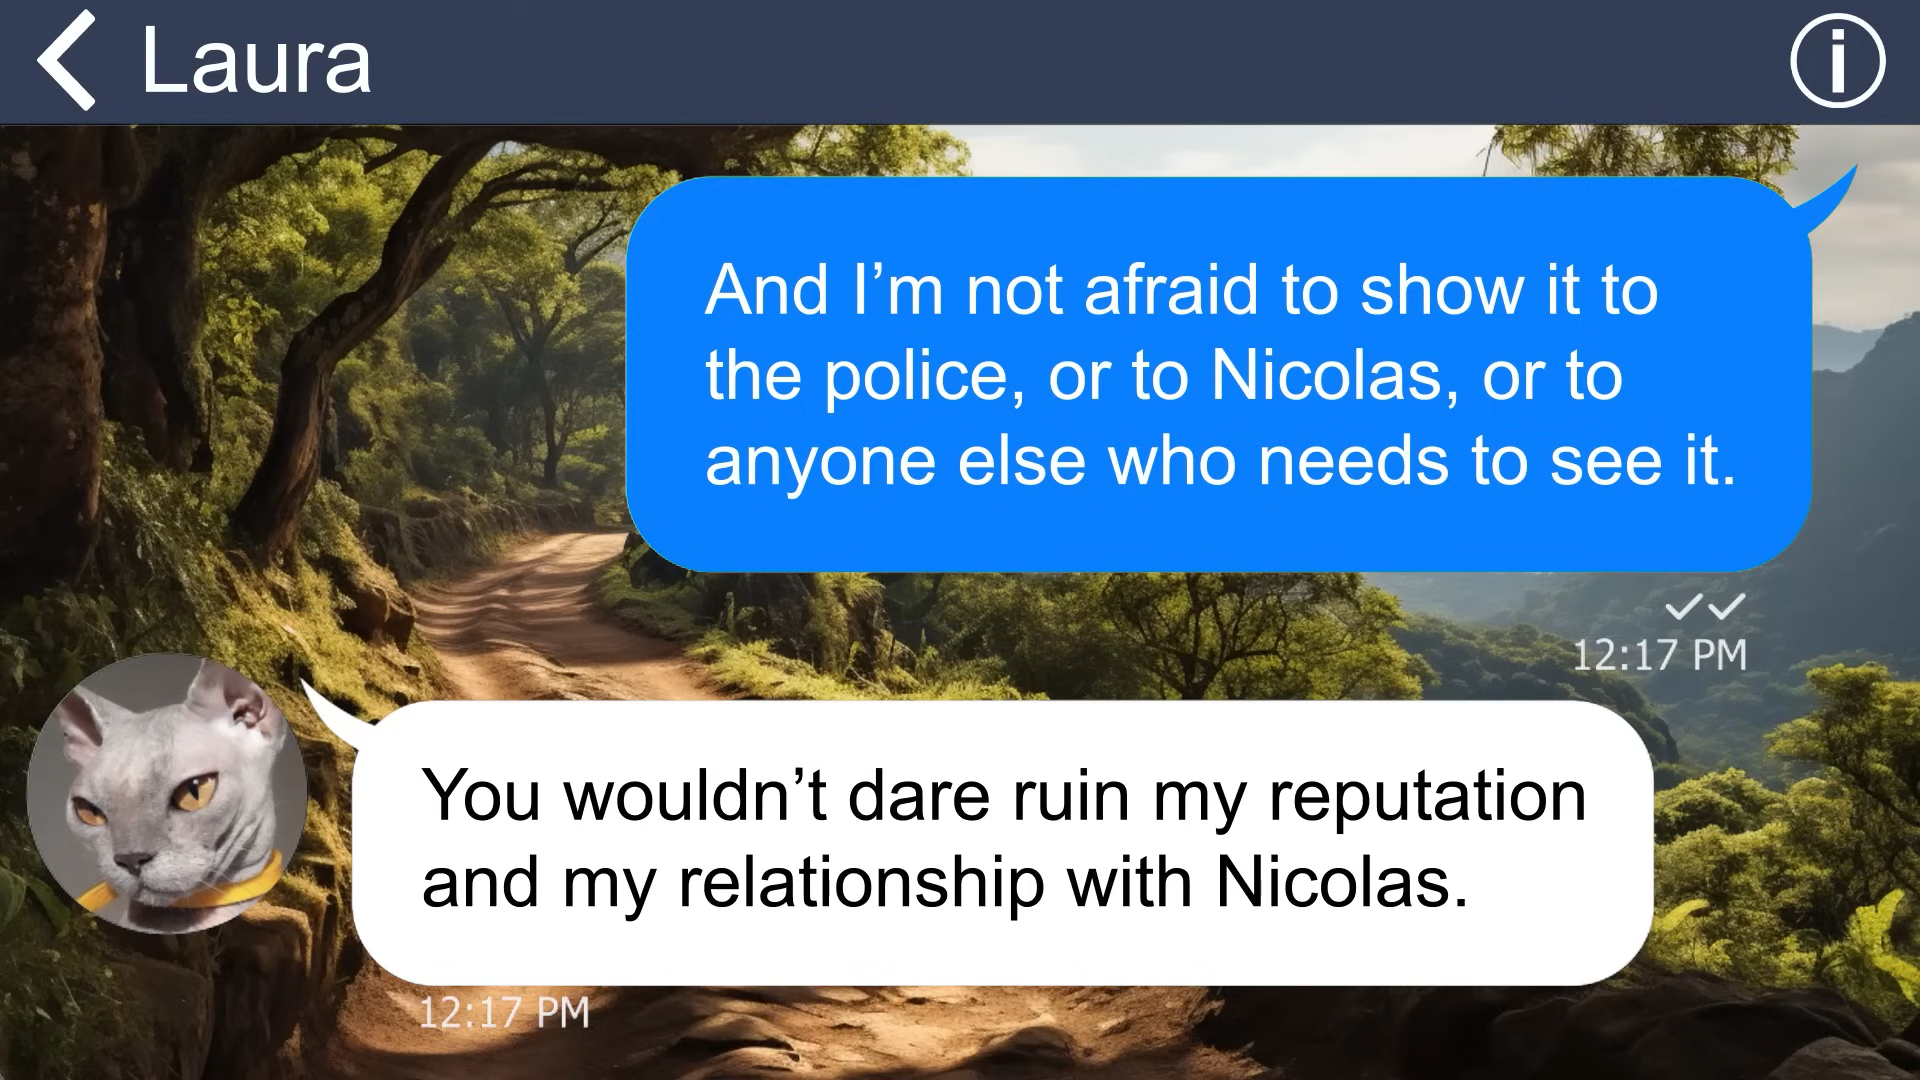 Laura
And I’m not afraid to show it to
the police, or to Nicolas, or to
anyone else who needs to see it.
12:17 PM
You wouldn’t dare ruin my reputation
and my relationship with Nicolas.
12:17 PM